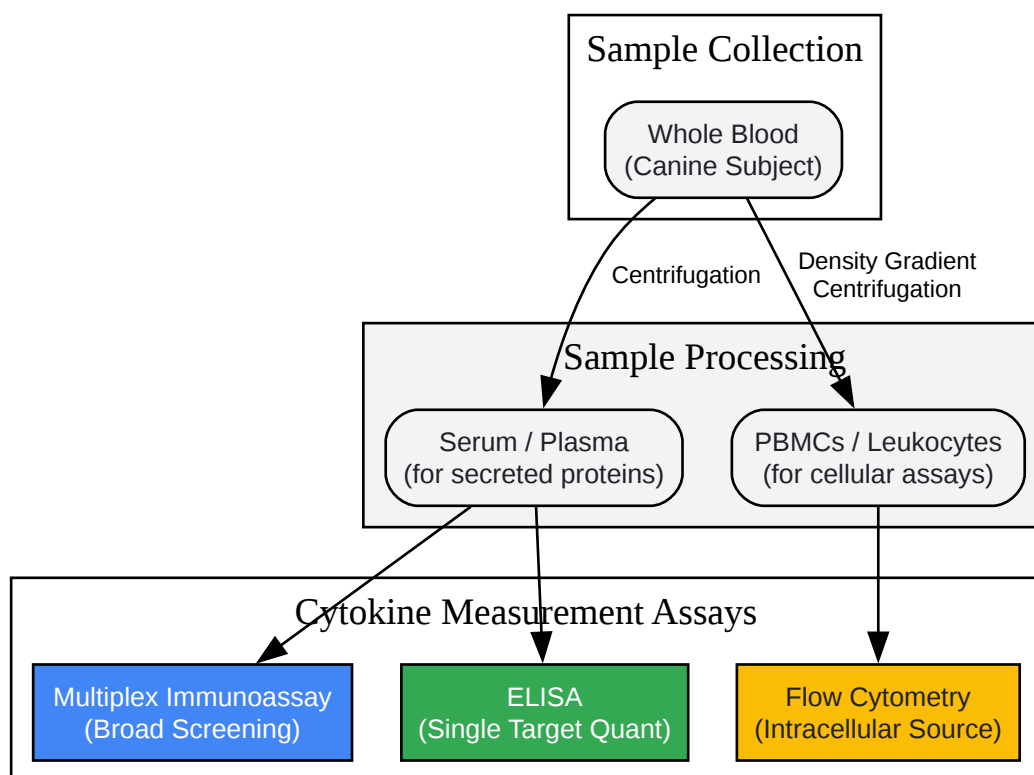 Sample Collection
Whole Blood
(Canine Subject)
Centrifugation
Density Gradient
Centrifugation
Sample Processing
Serum / Plasma
(for secreted proteins)
PBMCs / Leukocytes
(for cellular assays)
Cytokine Measurement Assays
Multiplex Immunoassay
(Broad Screening)
ELISA
(Single Target Quant)
Flow Cytometry
(Intracellular Source)